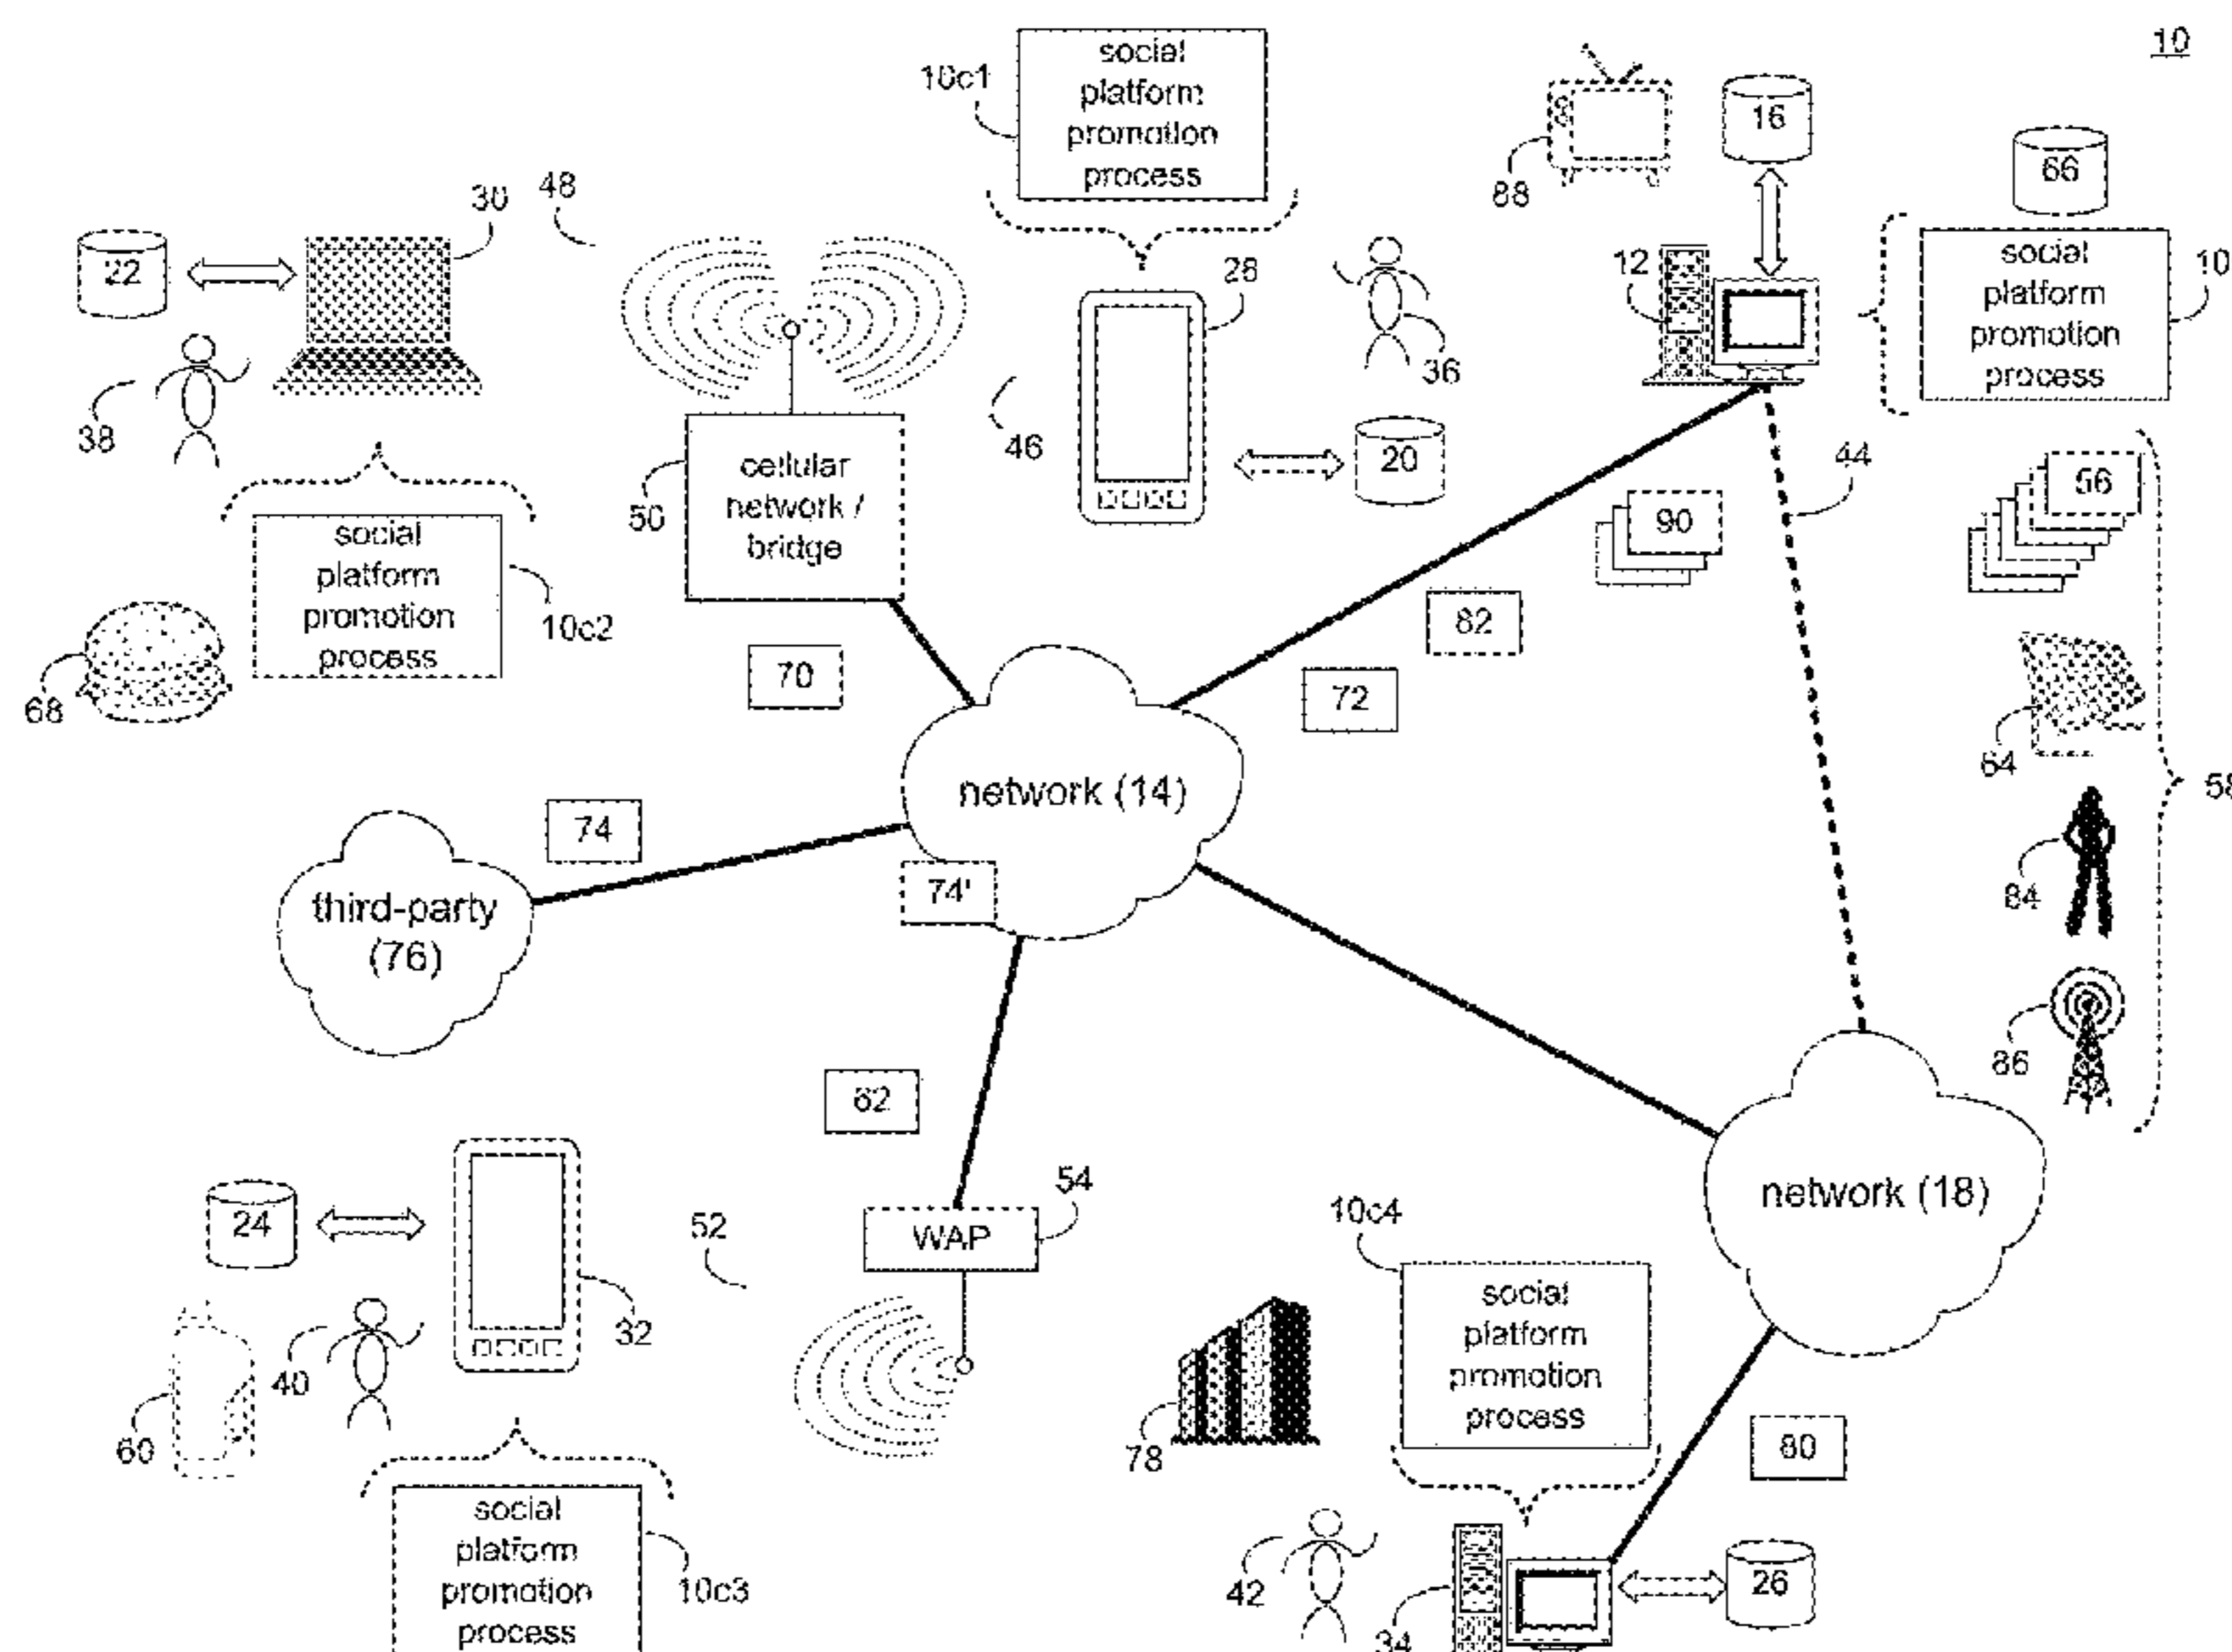 10
social
platform
promotion
process
10c1
88
16
66
social
platform
promotion
process
10
12
48
30
22
38
28
36
46
20
cellular
network /
bridge
50
44
56
90
82
72
70
social
platform
promotion
process
10c2
68
64
58
84
86
network (14)
74
74'
third-party
(76)
62
54
WAP
52
24
32
40
60
social
platform
promotion
process
10c3
network (18)
10c4
social
platform
promotion
process
78
80
42
34
26